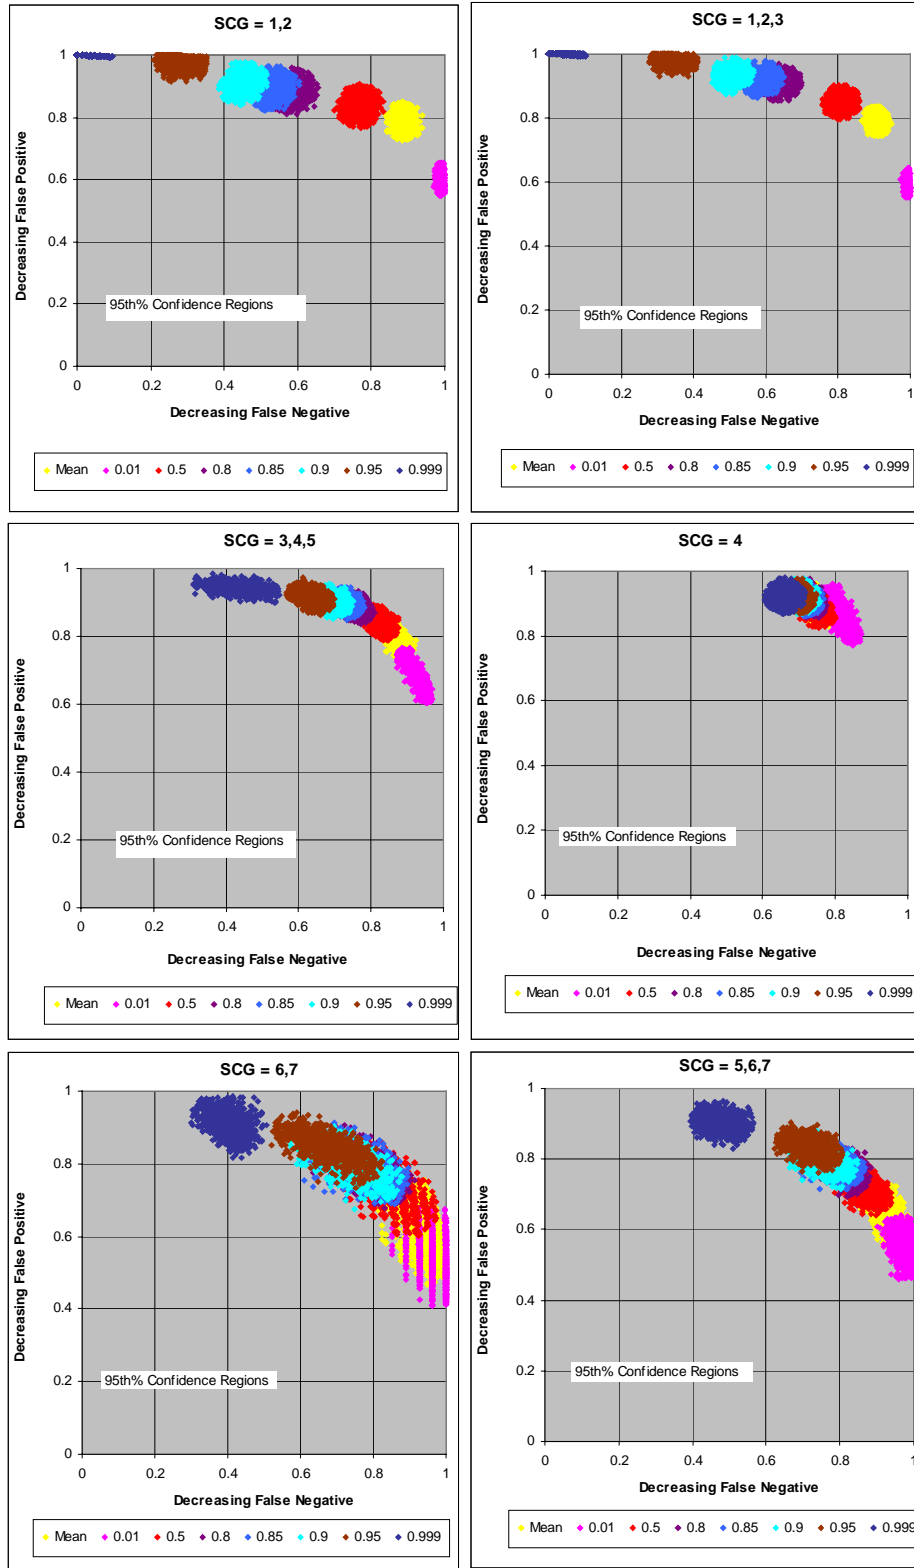 SCG = 1,2
Decreasing False Positive
1
0.8
0.6
0.4
0.2
0
95th% Confidence Regions
0 0.2 0.4 0.6 0.8 1
Decreasing False Negative
Mean 0.01 0.5 0.8 0.85 0.9 0.95 0.999
SCG = 1,2,3
Decreasing False Positive
1
0.8
0.6
0.4
0.2
0
95th% Confidence Regions
0 0.2 0.4 0.6 0.8 1
Decreasing False Negative
Mean 0.01 0.5 0.8 0.85 0.9 0.95 0.999
SCG = 3,4,5
Decreasing False Positive
1
0.8
0.6
0.4
0.2
0
95th% Confidence Regions
0 0.2 0.4 0.6 0.8 1
Decreasing False Negative
Mean 0.01 0.5 0.8 0.85 0.9 0.95 0.999
SCG = 4
Decreasing False Positive
1
0.8
0.6
0.4
0.2
0
95th% Confidence Regions
0 0.2 0.4 0.6 0.8 1
Decreasing False Negative
Mean 0.01 0.5 0.8 0.85 0.9 0.95 0.999
SCG = 6,7
Decreasing False Positive
1
0.8
0.6
0.4
0.2
0
95th% Confidence Regions
0 0.2 0.4 0.6 0.8 1
Decreasing False Negative
Mean 0.01 0.5 0.8 0.85 0.9 0.95 0.999
SCG = 5,6,7
Decreasing False Positive
1
0.8
0.6
0.4
0.2
0
95th% Confidence Regions
0 0.2 0.4 0.6 0.8 1
Decreasing False Negative
Mean 0.01 0.5 0.8 0.85 0.9 0.95 0.999